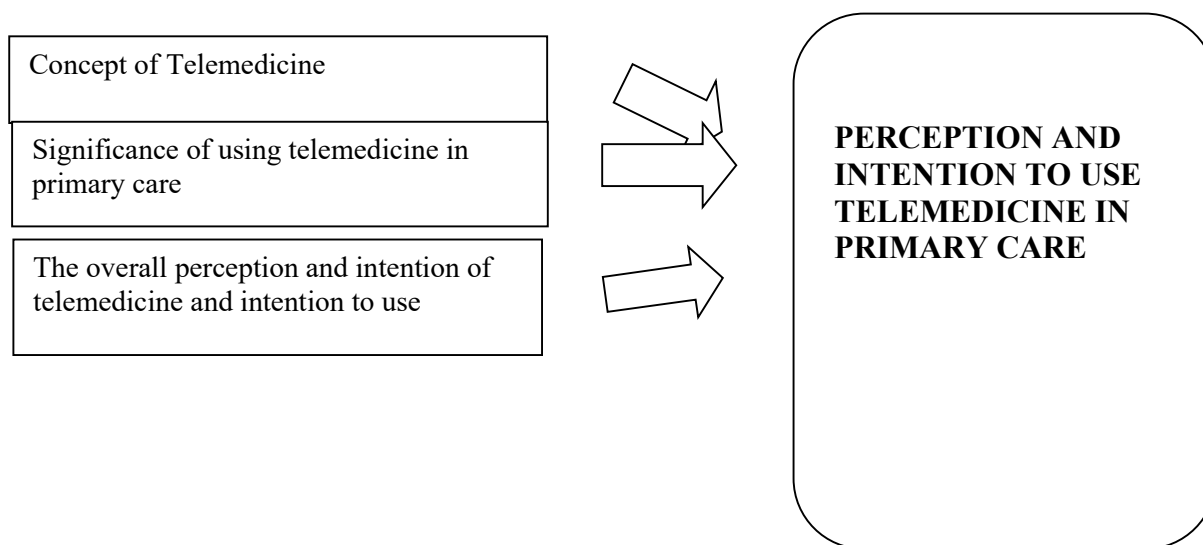 Concept of Telemedicine
Significance of using telemedicine in
primary care
The overall perception and intention of
telemedicine and intention to use
PERCEPTION AND
INTENTION TO USE
TELEMEDICINE IN
PRIMARY CARE